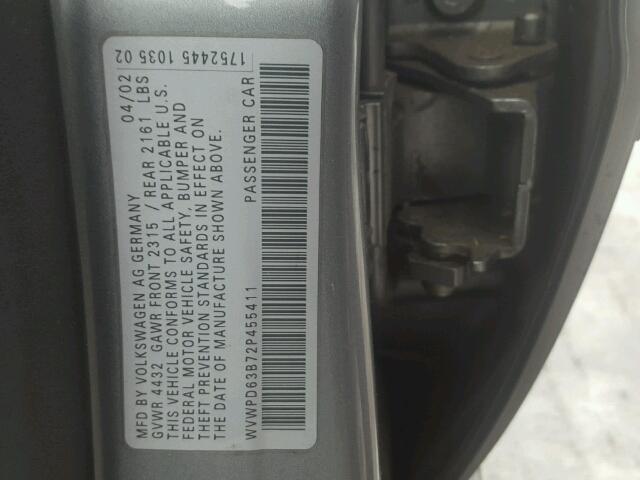 MFD BY VOLKSWAGEN AG GERMANY 04/02
GVWR 4432 GAWR FRONT 2315 / REAR 2161 LBS
THIS VEHICLE CONFORMS TO ALL APPLICABLE U.S.
FEDERAL MOTOR VEHICLE SAFETY, BUMPER AND
THEFT PREVENTION STANDARDS IN EFFECT ON
THE DATE OF MANUFACTURE SHOWN ABOVE.
WVWPD63B72P455411 PASSENGER CAR
1752445 1035 02